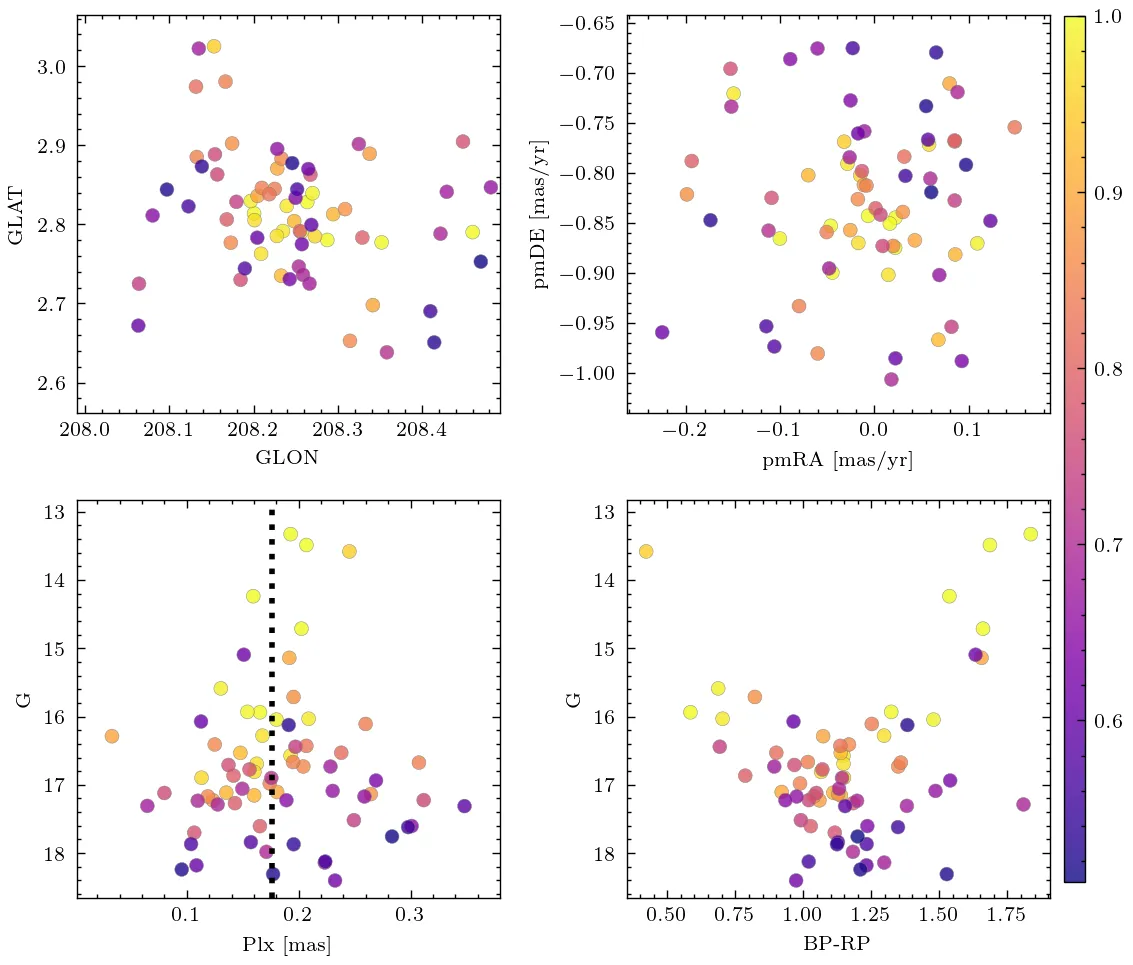 3.0
2.9
2.8
2.7
2.6
GLAT
208.0 208.1 208.2 208.3 208.4
GLON
−0.65
−0.70
−0.75
−0.80
−0.85
−0.90
−0.95
−1.00
pmDE [mas/yr]
−0.2 −0.1 0.0 0.1
pmRA [mas/yr]
1.0
0.9
0.8
0.7
0.6
13
14
15
16
17
18
G
0.1 0.2 0.3
Plx [mas]
13
14
15
16
17
18
G
0.50 0.75 1.00 1.25 1.50 1.75
BP-RP